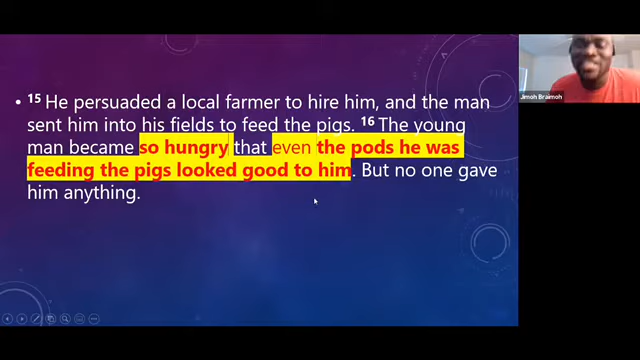 • ¹⁵ He persuaded a local farmer to hire him, and the man
sent him into his fields to feed the pigs. ¹⁶ The young
man became so hungry that even the pods he was
feeding the pigs looked good to him. But no one gave
him anything.
Jimoh Braimoh